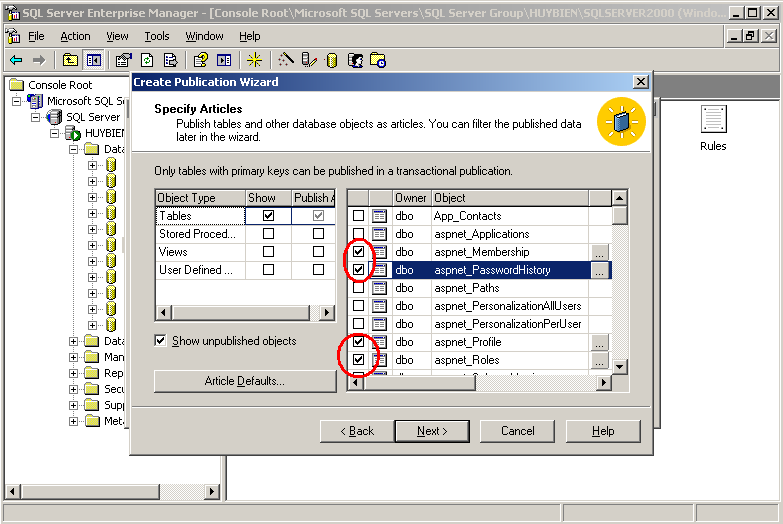 SQL Server Enterprise Manager - [Console Root\Microsoft SQL Servers\SQL Server Group\HUYBIEN\SQLSERVER2000 (Windo...
File Action View Tools Window Help
Console Root
Microsoft SQL Se
SQL Server
HUYBIEN
Data
Data
Man
Rep
Secu
Supp
Meta
Rules
Create Publication Wizard
Specify Articles
Publish tables and other database objects as articles. You can filter the published data
later in the wizard.
Only tables with primary keys can be published in a transactional publication.
Object Type Show Publish A
Tables
Stored Proced...
Views
User Defined ...
Show unpublished objects
Article Defaults...
Owner Object
dbo App_Contacts
dbo aspnet_Applications
dbo aspnet_Membership ...
dbo aspnet_PasswordHistory ...
dbo aspnet_Paths
dbo aspnet_PersonalizationAllUsers
dbo aspnet_PersonalizationPerUser
dbo aspnet_Profile ...
dbo aspnet_Roles ...
< Back Next > Cancel Help